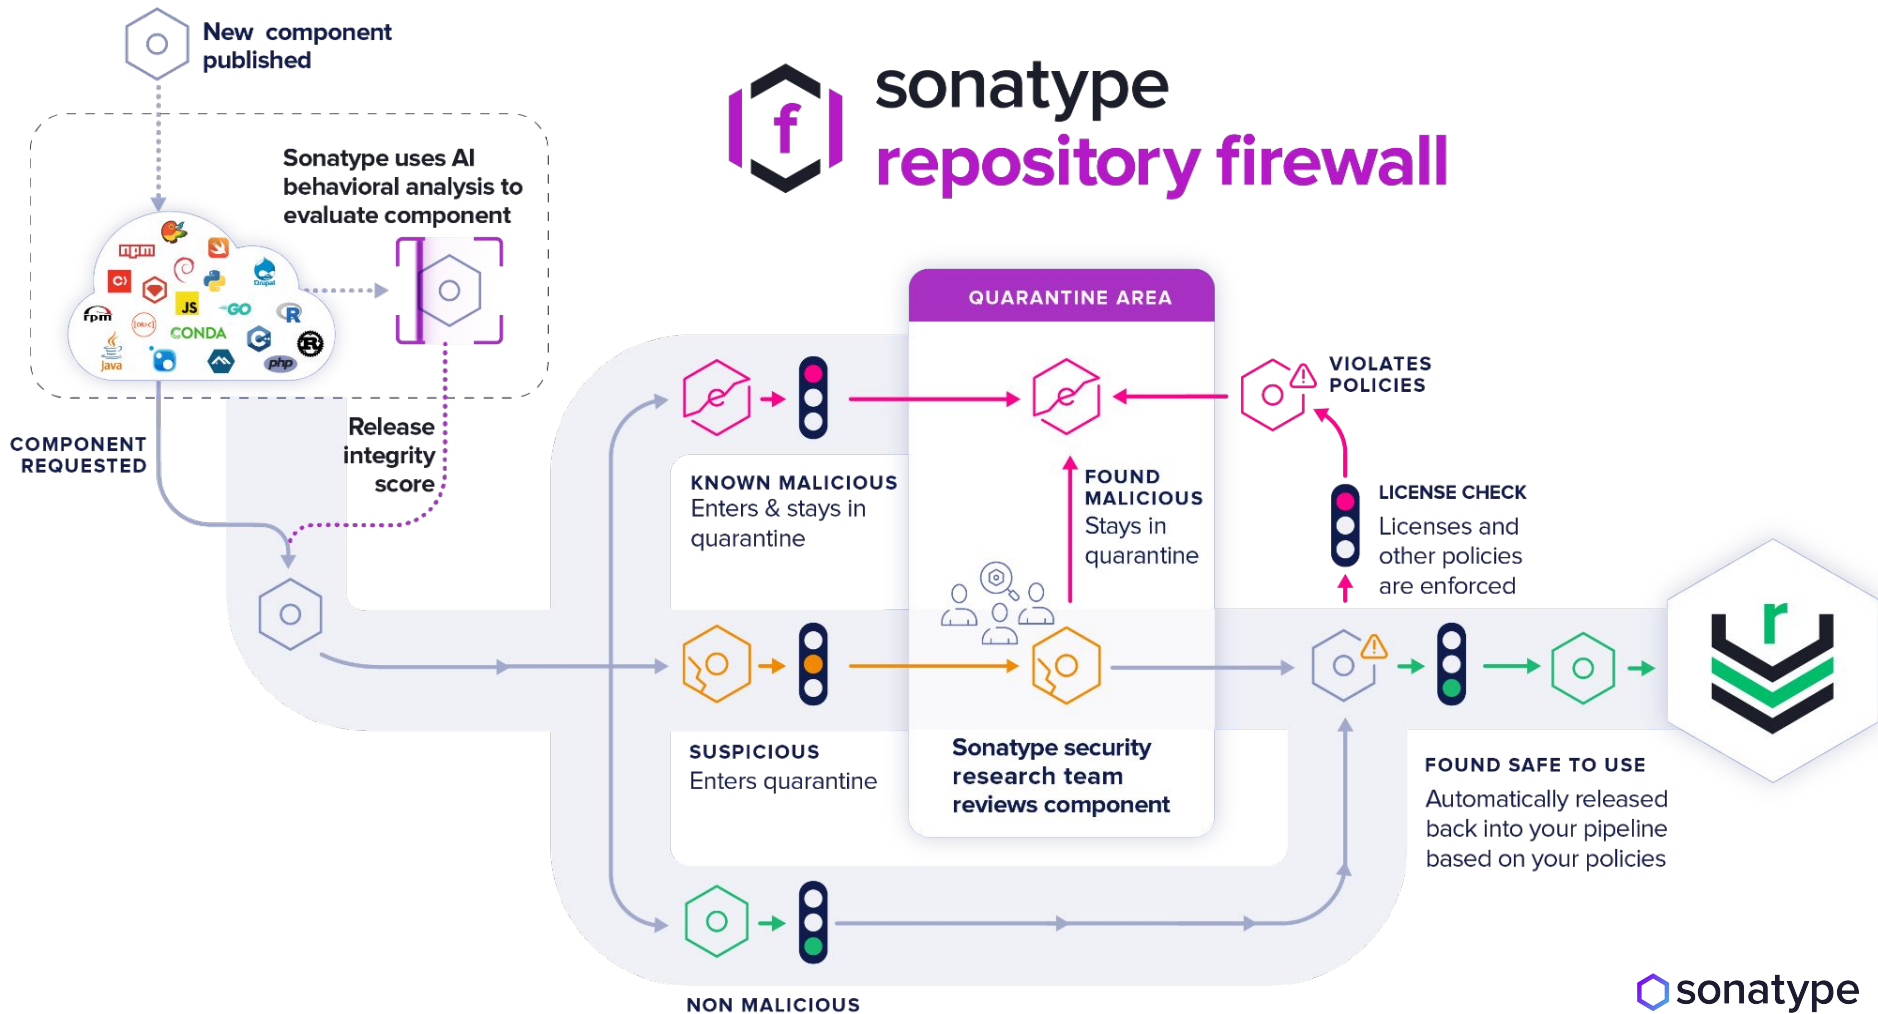 New component
published
sonatype
repository firewall
f
Sonatype uses AI
behavioral analysis to
evaluate component
npm
Drupal
JS
GO
R
rpm
CONDA
Java
php
COMPONENT
REQUESTED
Release
integrity
score
QUARANTINE AREA
VIOLATES
POLICIES
KNOWN MALICIOUS
Enters & stays in
quarantine
FOUND
MALICIOUS
Stays in
quarantine
LICENSE CHECK
Licenses and
other policies
are enforced
r
SUSPICIOUS
Enters quarantine
Sonatype security
research team
reviews component
FOUND SAFE TO USE
Automatically released
back into your pipeline
based on your policies
NON MALICIOUS
sonatype